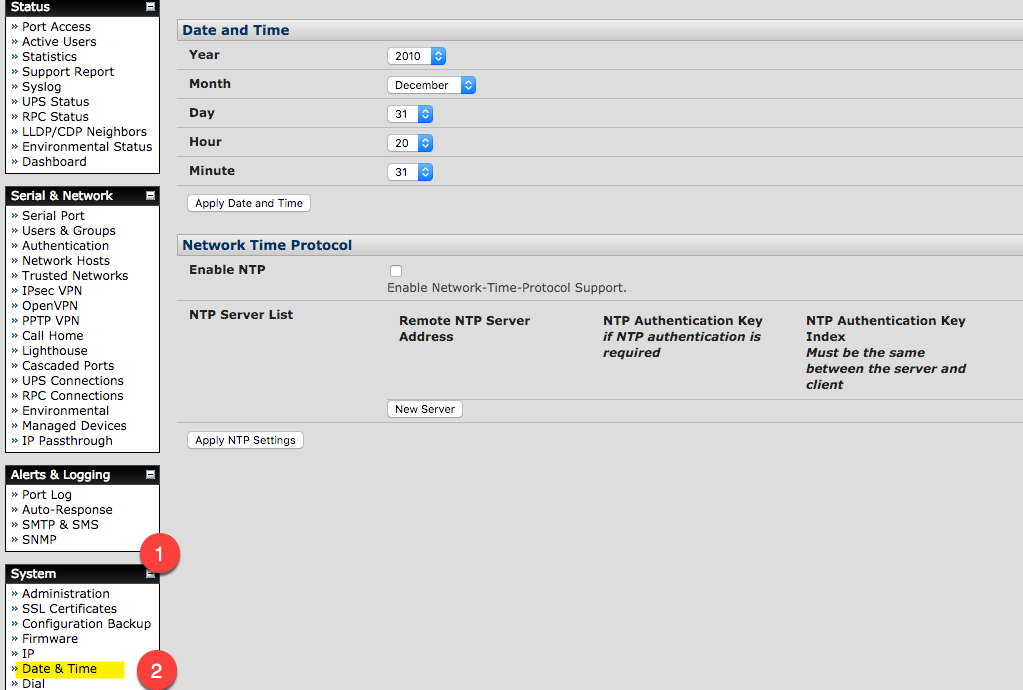 Status
» Port Access
» Active Users
» Statistics
» Support Report
» Syslog
» UPS Status
» RPC Status
» LLDP/CDP Neighbors
» Environmental Status
» Dashboard
Serial & Network
» Serial Port
» Users & Groups
» Authentication
» Network Hosts
» Trusted Networks
» IPsec VPN
» OpenVPN
» PPTP VPN
» Call Home
» Lighthouse
» Cascaded Ports
» UPS Connections
» RPC Connections
» Environmental
» Managed Devices
» IP Passthrough
Alerts & Logging
» Port Log
» Auto-Response
» SMTP & SMS
» SNMP
1
System
» Administration
» SSL Certificates
» Configuration Backup
» Firmware
» IP
» Date & Time
2
» Dial
Date and Time
Year 2010
Month December
Day 31
Hour 20
Minute 31
Apply Date and Time
Network Time Protocol
Enable NTP
Enable Network-Time-Protocol Support.
NTP Server List
Remote NTP Server
Address
NTP Authentication Key
if NTP authentication is
required
NTP Authentication Key
Index
Must be the same
between the server and
client
New Server
Apply NTP Settings